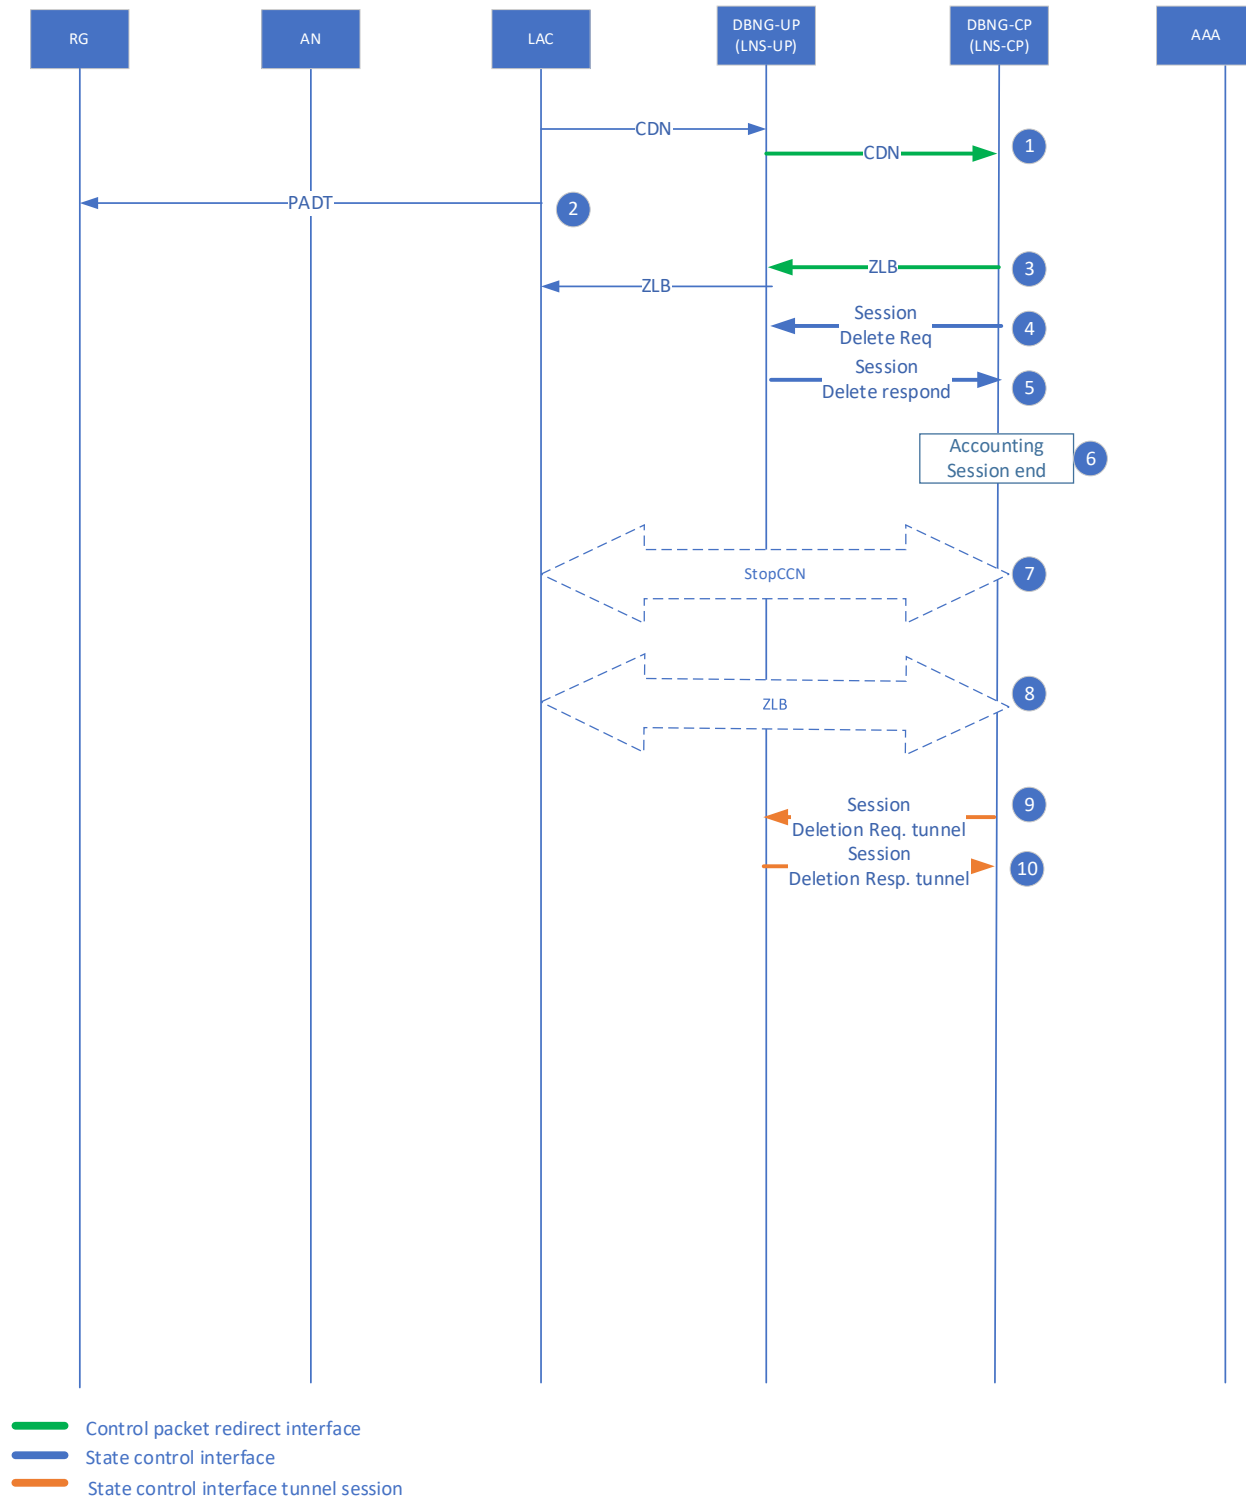 RG
AN
LAC
DBNG-UP
(LNS-UP)
DBNG-CP
(LNS-CP)
AAA
CDN
CDN
1
PADT
2
ZLB
3
ZLB
Session
Delete Req
4
Session
Delete respond
5
Accounting
Session end
6
StopCCN
7
ZLB
8
Session
Deletion Req. tunnel
9
Session
Deletion Resp. tunnel
10
Control packet redirect interface
State control interface
State control interface tunnel session